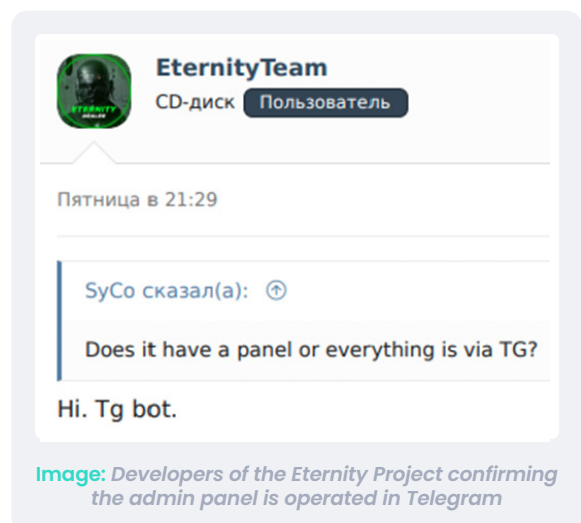 EternityTeam
CD-диск Пользователь
ETERNITY
Пятница в 21:29
SyCo сказал(а):
Does it have a panel or everything is via TG?
Hi. Tg bot.
Image: Developers of the Eternity Project confirming
the admin panel is operated in Telegram